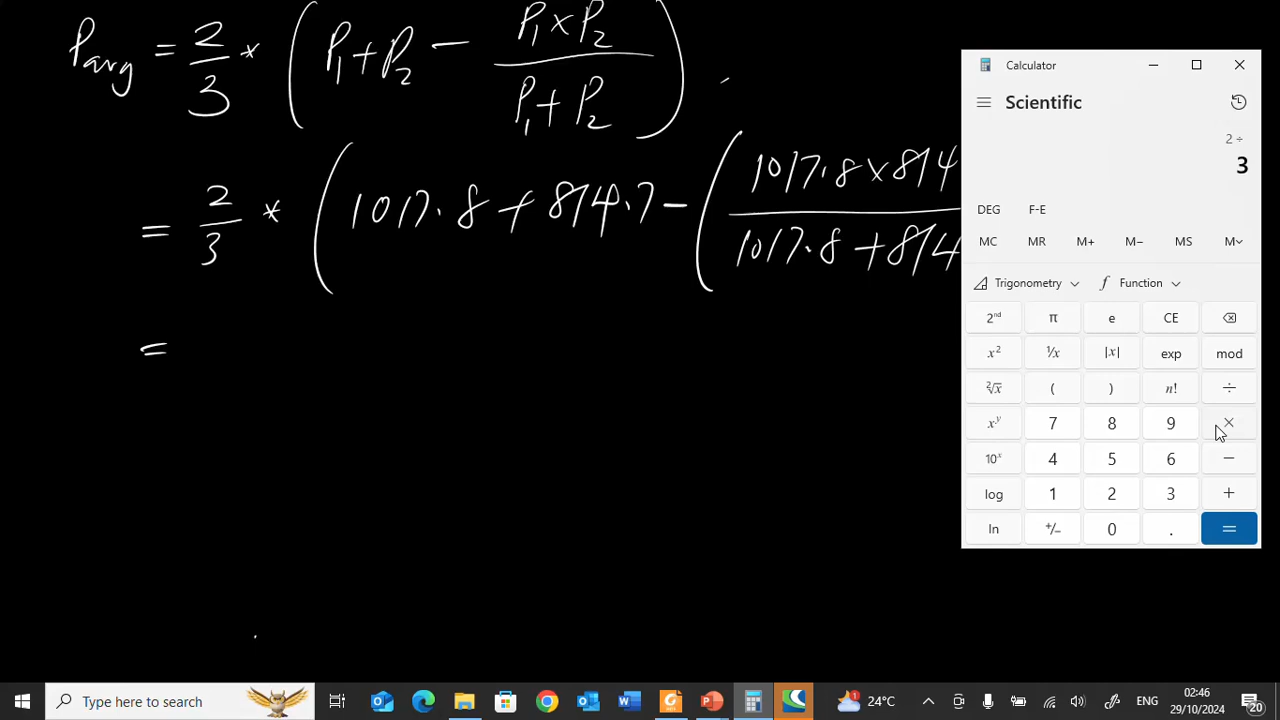 Pavg = 2/3 * ( P1+P2 − P1×P2 / P1+P2 )
= 2/3 * ( 1017.8 + 814.7 − ( 1017.8 × 814 / 1017.8 + 814
=
Calculator
Scientific
2 ÷
3
DEG F-E
MC MR M+ M− MS M˅
Trigonometry Function
2nd π e CE
x² ¹/x |x| exp mod
²√x ( ) n! ÷
xʸ 7 8 9 ×
10ˣ 4 5 6 −
log 1 2 3 +
ln +/− 0 . =
Type here to search
24°C
ENG
02:46
29/10/2024
20